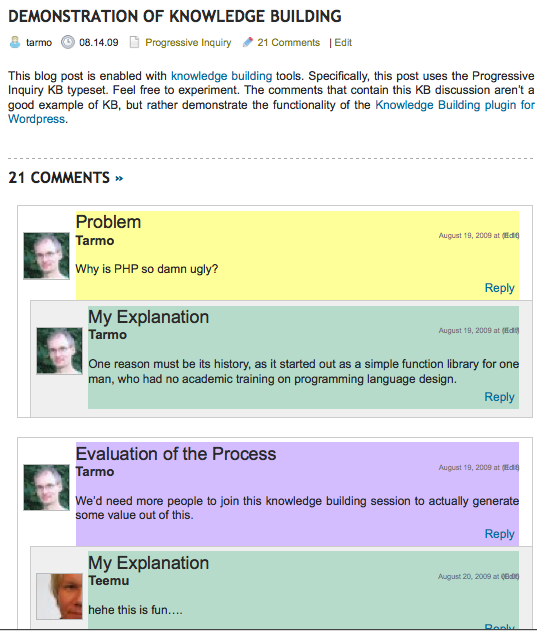 DEMONSTRATION OF KNOWLEDGE BUILDING
tarmo 08.14.09 Progressive Inquiry 21 Comments | Edit
This blog post is enabled with knowledge building tools. Specifically, this post uses the Progressive
Inquiry KB typeset. Feel free to experiment. The comments that contain this KB discussion aren't a
good example of KB, but rather demonstrate the functionality of the Knowledge Building plugin for
Wordpress.
21 COMMENTS »
Problem
Tarmo
August 19, 2009 at
Why is PHP so damn ugly?
Reply
My Explanation
Tarmo
August 19, 2009 at
One reason must be its history, as it started out as a simple function library for one
man, who had no academic training on programming language design.
Reply
Evaluation of the Process
Tarmo
August 19, 2009 at
We'd need more people to join this knowledge building session to actually generate
some value out of this.
Reply
My Explanation
Teemu
August 20, 2009 at
hehe this is fun....
Reply